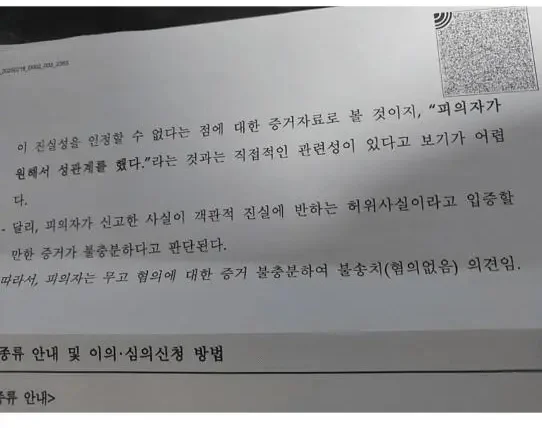 이 진실성을 인정할 수 없다는 점에 대한 증거자료로 볼 것이지, “피의자가
원해서 성관계를 했다.”라는 것과는 직접적인 관련성이 있다고 보기가 어렵
다.
- 달리, 피의자가 신고한 사실이 객관적 진실에 반하는 허위사실이라고 입증할
만한 증거가 불충분하다고 판단된다.
따라서, 피의자는 무고 혐의에 대한 증거 불충분하여 불송치(혐의없음) 의견임.
종류 안내 및 이의·심의신청 방법
종류 안내>